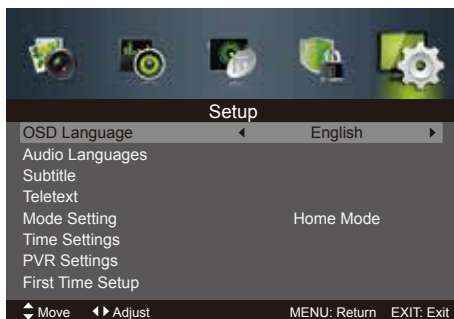 Setup
OSD Language English
Audio Languages
Subtitle
Teletext
Mode Setting Home Mode
Time Settings
PVR Settings
First Time Setup
Move Adjust MENU: Return EXIT: Exit